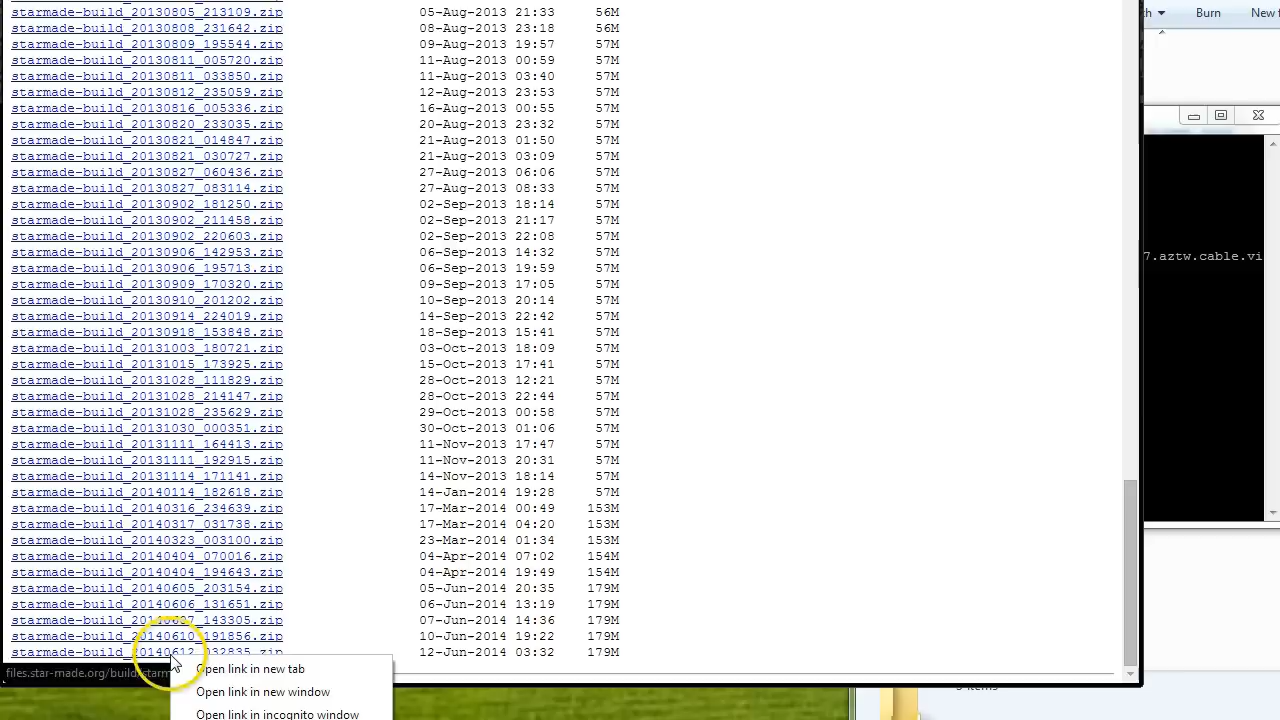 starmade-build_20130805_213109.zip 05-Aug-2013 21:33 56M
starmade-build_20130808_231642.zip 08-Aug-2013 23:18 56M
starmade-build_20130809_195544.zip 09-Aug-2013 19:57 57M
starmade-build_20130811_005720.zip 11-Aug-2013 00:59 57M
starmade-build_20130811_033850.zip 11-Aug-2013 03:40 57M
starmade-build_20130812_235059.zip 12-Aug-2013 23:53 57M
starmade-build_20130816_005336.zip 16-Aug-2013 00:55 57M
starmade-build_20130820_233035.zip 20-Aug-2013 23:32 57M
starmade-build_20130821_014847.zip 21-Aug-2013 01:50 57M
starmade-build_20130821_030727.zip 21-Aug-2013 03:09 57M
starmade-build_20130827_060436.zip 27-Aug-2013 06:06 57M
starmade-build_20130827_083114.zip 27-Aug-2013 08:33 57M
starmade-build_20130902_181250.zip 02-Sep-2013 18:14 57M
starmade-build_20130902_211458.zip 02-Sep-2013 21:17 57M
starmade-build_20130902_220603.zip 02-Sep-2013 22:08 57M
starmade-build_20130906_142953.zip 06-Sep-2013 14:32 57M
starmade-build_20130906_195713.zip 06-Sep-2013 19:59 57M
starmade-build_20130909_170320.zip 09-Sep-2013 17:05 57M
starmade-build_20130910_201202.zip 10-Sep-2013 20:14 57M
starmade-build_20130914_224019.zip 14-Sep-2013 22:42 57M
starmade-build_20130918_153848.zip 18-Sep-2013 15:41 57M
starmade-build_20131003_180721.zip 03-Oct-2013 18:09 57M
starmade-build_20131015_173925.zip 15-Oct-2013 17:41 57M
starmade-build_20131028_111829.zip 28-Oct-2013 12:21 57M
starmade-build_20131028_214147.zip 28-Oct-2013 22:44 57M
starmade-build_20131028_235629.zip 29-Oct-2013 00:58 57M
starmade-build_20131030_000351.zip 30-Oct-2013 01:06 57M
starmade-build_20131111_164413.zip 11-Nov-2013 17:47 57M
starmade-build_20131111_192915.zip 11-Nov-2013 20:31 57M
starmade-build_20131114_171141.zip 14-Nov-2013 18:14 57M
starmade-build_20140114_182618.zip 14-Jan-2014 19:28 57M
starmade-build_20140316_234639.zip 17-Mar-2014 00:49 153M
starmade-build_20140317_031738.zip 17-Mar-2014 04:20 153M
starmade-build_20140323_003100.zip 23-Mar-2014 01:34 153M
starmade-build_20140404_070016.zip 04-Apr-2014 07:02 154M
starmade-build_20140404_194643.zip 04-Apr-2014 19:49 154M
starmade-build_20140605_203154.zip 05-Jun-2014 20:35 179M
starmade-build_20140606_131651.zip 06-Jun-2014 13:19 179M
starmade-build_20140607_143305.zip 07-Jun-2014 14:36 179M
starmade-build_20140610_191856.zip 10-Jun-2014 19:22 179M
starmade-build_20140612_032835.zip 12-Jun-2014 03:32 179M
files.star-made.org/build/starm
Open link in new tab
Open link in new window
Open link in incognito window
Burn New f
7.aztw.cable.vi
items